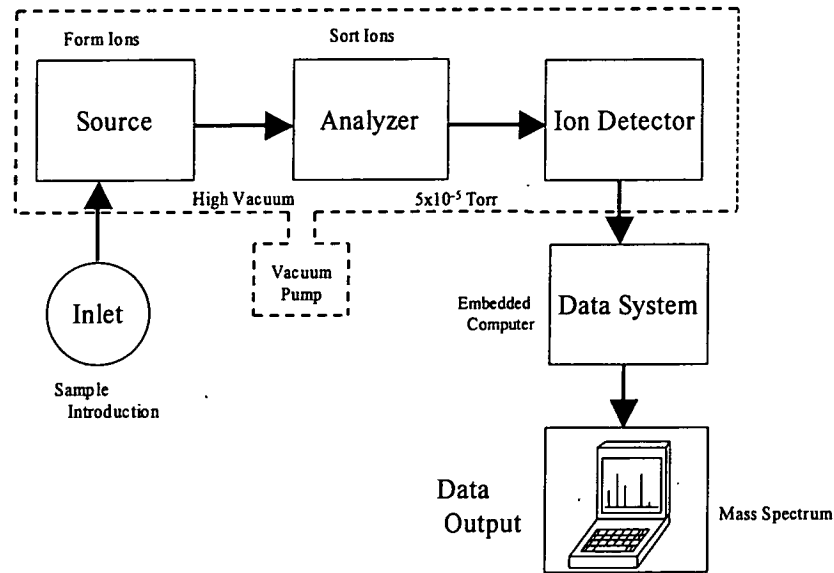 Form Ions
Sort Ions
Source
Analyzer
Ion Detector
High Vacuum
5x10⁻⁵ Torr
Vacuum
Pump
Inlet
Sample
Introduction
Embedded
Computer
Data System
Data
Output
Mass Spectrum